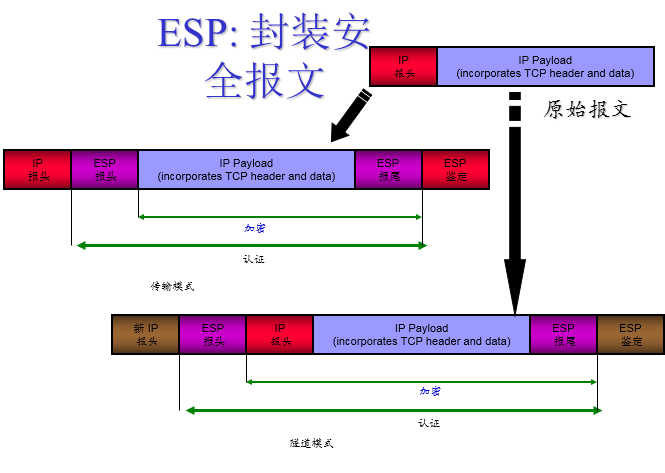 ESP: 封装安
全报文
IP
报头
IP Payload
(incorporates TCP header and data)
原始报文
IP
报头
ESP
报头
IP Payload
(incorporates TCP header and data)
ESP
报尾
ESP
鉴定
加密
认证
传输模式
新 IP
报头
ESP
报头
IP
报头
IP Payload
(incorporates TCP header and data)
ESP
报尾
ESP
鉴定
加密
认证
隧道模式